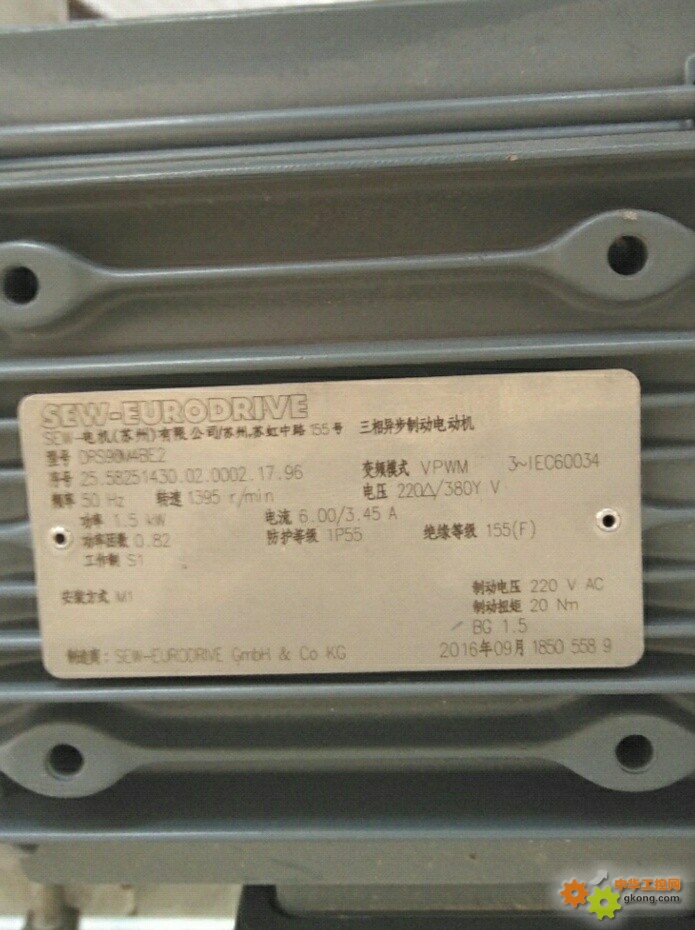 SEW-EURODRIVE
SEW-电机(苏州)有限公司/苏州.苏虹中路155号 三相异步制动电动机
型号 DRS90M4BE2
序号 25.58251430.02.0002.17.96 变频模式 VPWM 3~IEC60034
频率 50 Hz 转速 1395 r/min 电压 220△/380Y V
功率 1.5 kW 电流 6.00/3.45 A
功率因数 0.82 防护等级 IP55 绝缘等级 155(F)
工作制 S1
安装方式 M1
制动电压 220 V AC
制动扭矩 20 Nm
BG 1.5
制造商: SEW-EURODRIVE GmbH & Co KG 2016年09月 1850 558 9
中华工控网
gkong.com